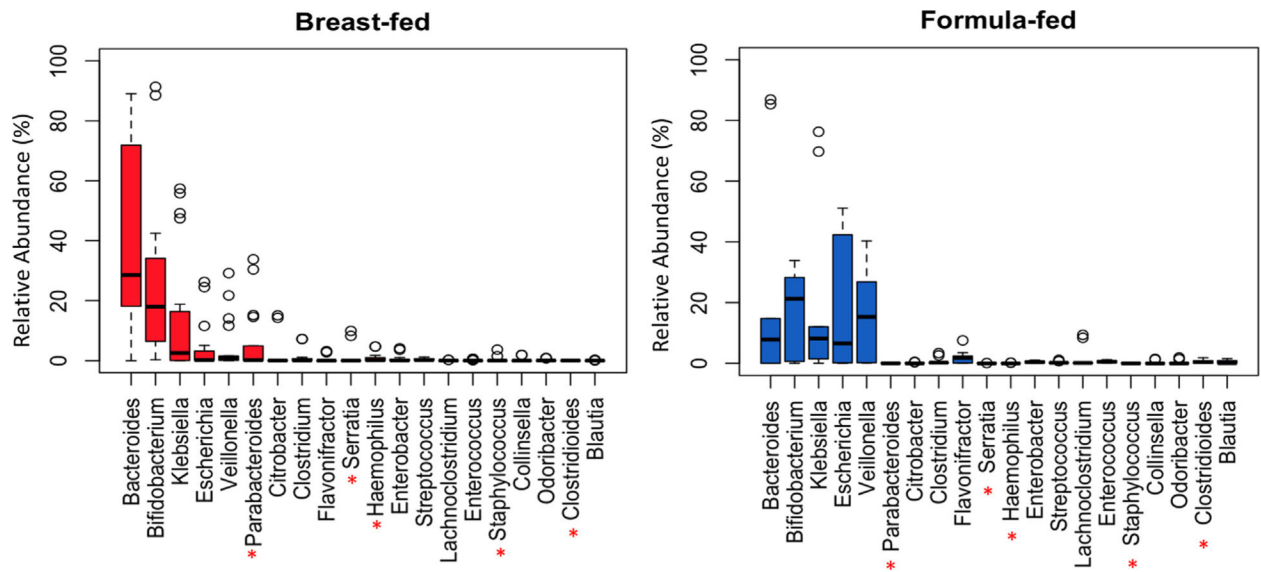 Breast-fed
Relative Abundance (%)
100
80
60
40
20
0
Bacteroides
Bifidobacterium
Klebsiella
Escherichia
Veillonella
* Parabacteroides
Citrobacter
Clostridium
Flavonifractor
* Serratia
* Haemophilus
Enterobacter
Streptococcus
Lachnoclostridium
Enterococcus
* Staphylococcus
Collinsella
Odoribacter
* Clostridioides
Blautia
Formula-fed
Relative Abundance (%)
100
80
60
40
20
0
Bacteroides
Bifidobacterium
Klebsiella
Escherichia
Veillonella
* Parabacteroides
Citrobacter
Clostridium
Flavonifractor
* Serratia
* Haemophilus
Enterobacter
Streptococcus
Lachnoclostridium
Enterococcus
* Staphylococcus
Collinsella
Odoribacter
* Clostridioides
Blautia